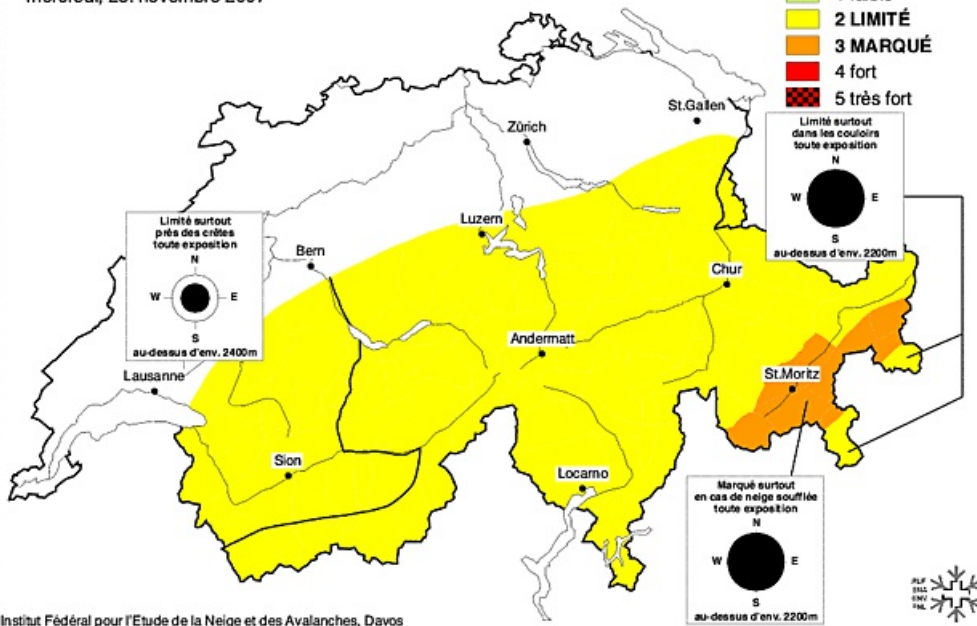 2 LIMITÉ
3 MARQUÉ
4 fort
5 très fort
St.Gallen
Zürich
Limité surtout
dans les couloirs
toute exposition
N
W E
S
au-dessus d'env. 2200m
Limité surtout
près des crêtes
toute exposition
N
W E
S
au-dessus d'env. 2400m
Luzern
Bern
Chur
Andermatt
Lausanne
St.Moritz
Sion
Locarno
Marqué surtout
en cas de neige soufflée
toute exposition
N
W E
S
au-dessus d'env. 2200m
SLF
Institut Fédéral pour l'Etude de la Neige et des Avalanches, Davos